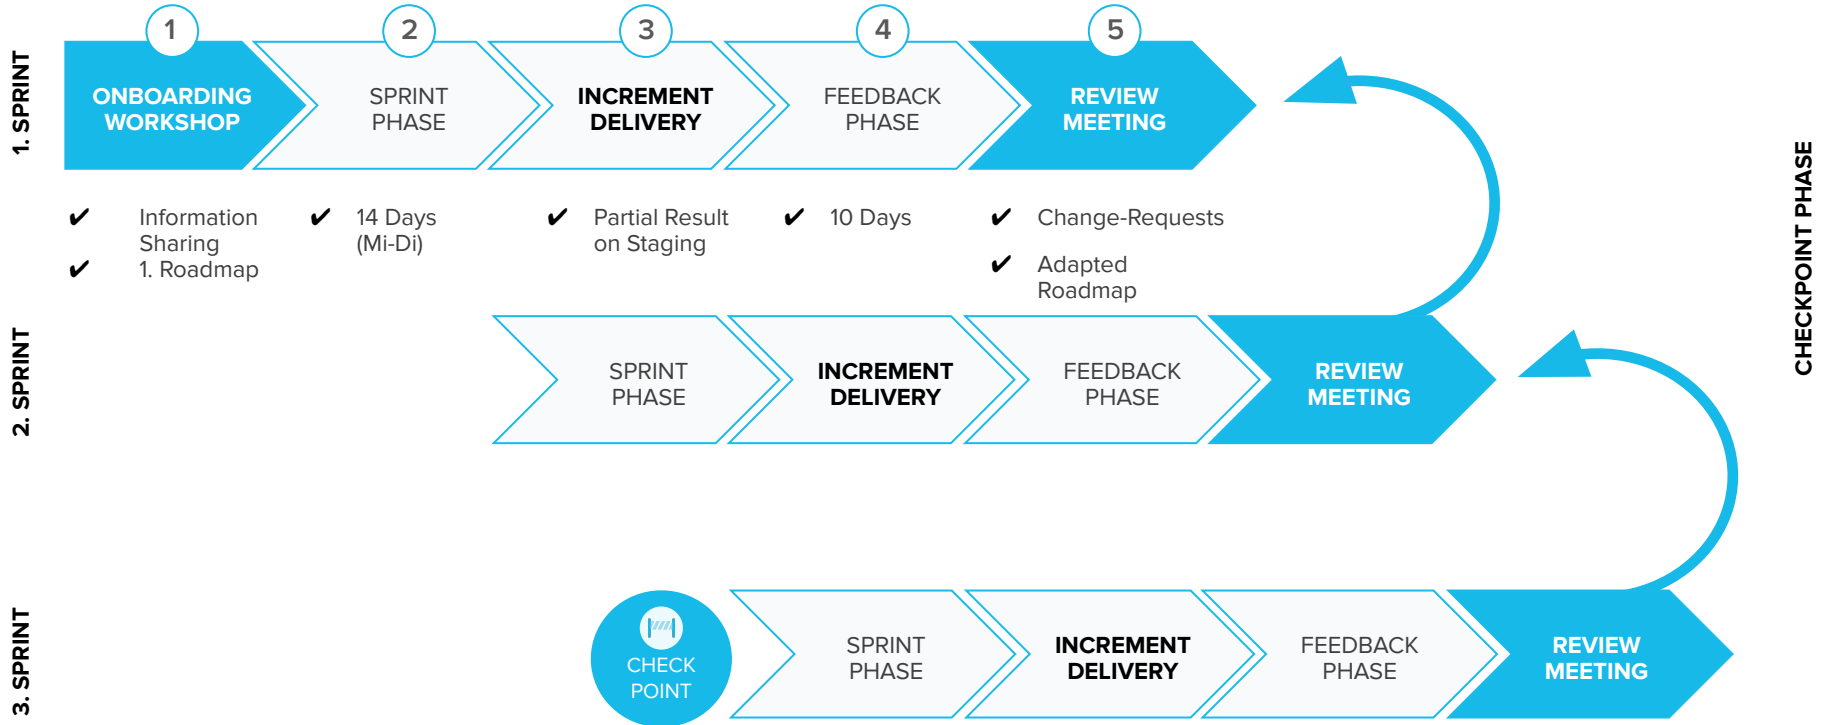 1. SPRINT
1
2
3
4
5
ONBOARDING
WORKSHOP
SPRINT
PHASE
INCREMENT
DELIVERY
FEEDBACK
PHASE
REVIEW
MEETING
✔ Information
Sharing
✔ 1. Roadmap
✔ 14 Days
(Mi-Di)
✔ Partial Result
on Staging
✔ 10 Days
✔ Change-Requests
✔ Adapted
Roadmap
CHECKPOINT PHASE
2. SPRINT
SPRINT
PHASE
INCREMENT
DELIVERY
FEEDBACK
PHASE
REVIEW
MEETING
3. SPRINT
CHECK
POINT
SPRINT
PHASE
INCREMENT
DELIVERY
FEEDBACK
PHASE
REVIEW
MEETING